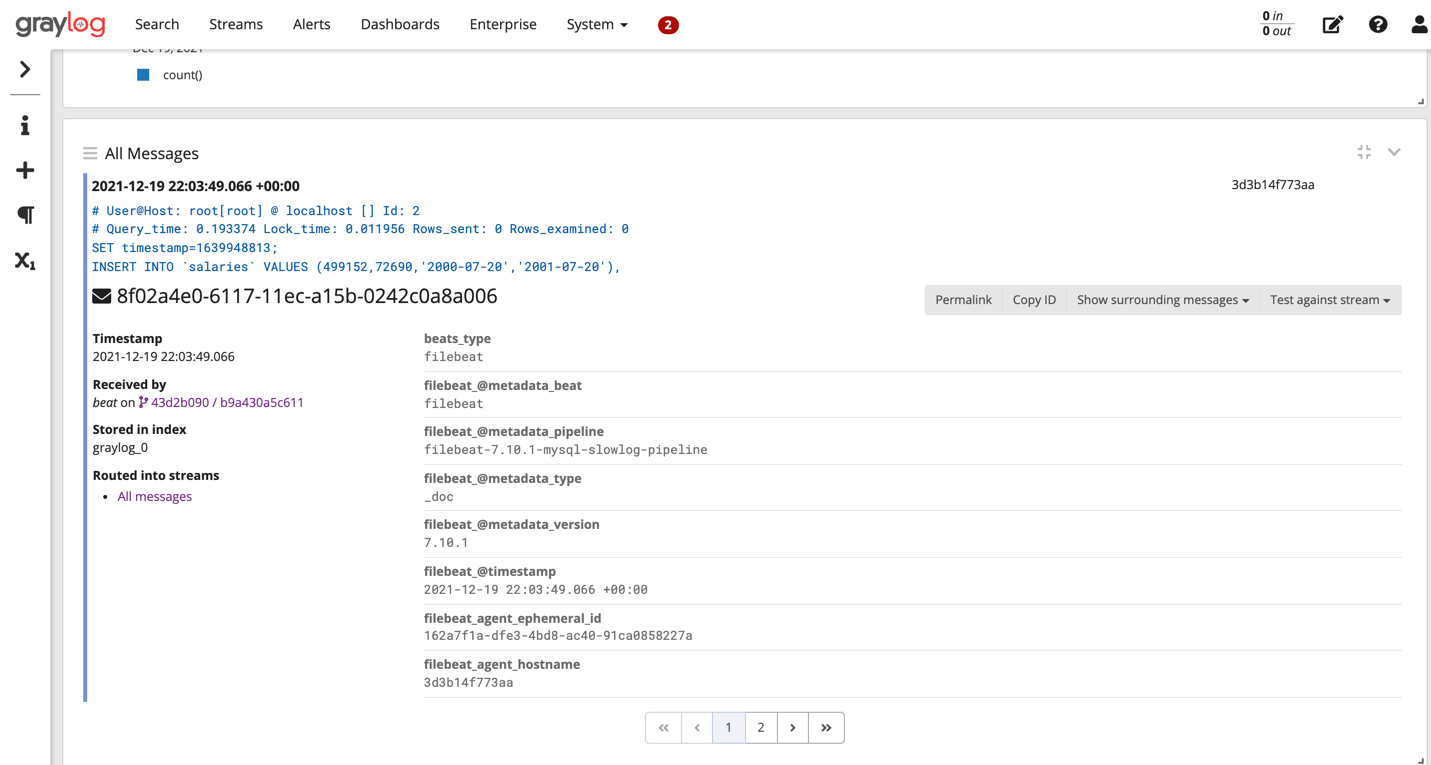 graylog
Search Streams Alerts Dashboards Enterprise System 2
0 in
0 out
Dec 19, 2021
count()
All Messages
2021-12-19 22:03:49.066 +00:00 3d3b14f773aa
# User@Host: root[root] @ localhost [] Id: 2
# Query_time: 0.193374 Lock_time: 0.011956 Rows_sent: 0 Rows_examined: 0
SET timestamp=1639948813;
INSERT INTO `salaries` VALUES (499152,72690,'2000-07-20','2001-07-20'),
8f02a4e0-6117-11ec-a15b-0242c0a8a006
Permalink Copy ID Show surrounding messages Test against stream
Timestamp
2021-12-19 22:03:49.066
Received by
beat on 43d2b090 / b9a430a5c611
Stored in index
graylog_0
Routed into streams
• All messages
beats_type
filebeat
filebeat_@metadata_beat
filebeat
filebeat_@metadata_pipeline
filebeat-7.10.1-mysql-slowlog-pipeline
filebeat_@metadata_type
_doc
filebeat_@metadata_version
7.10.1
filebeat_@timestamp
2021-12-19 22:03:49.066 +00:00
filebeat_agent_ephemeral_id
162a7f1a-dfe3-4bd8-ac40-91ca0858227a
filebeat_agent_hostname
3d3b14f773aa
« ‹ 1 2 › »